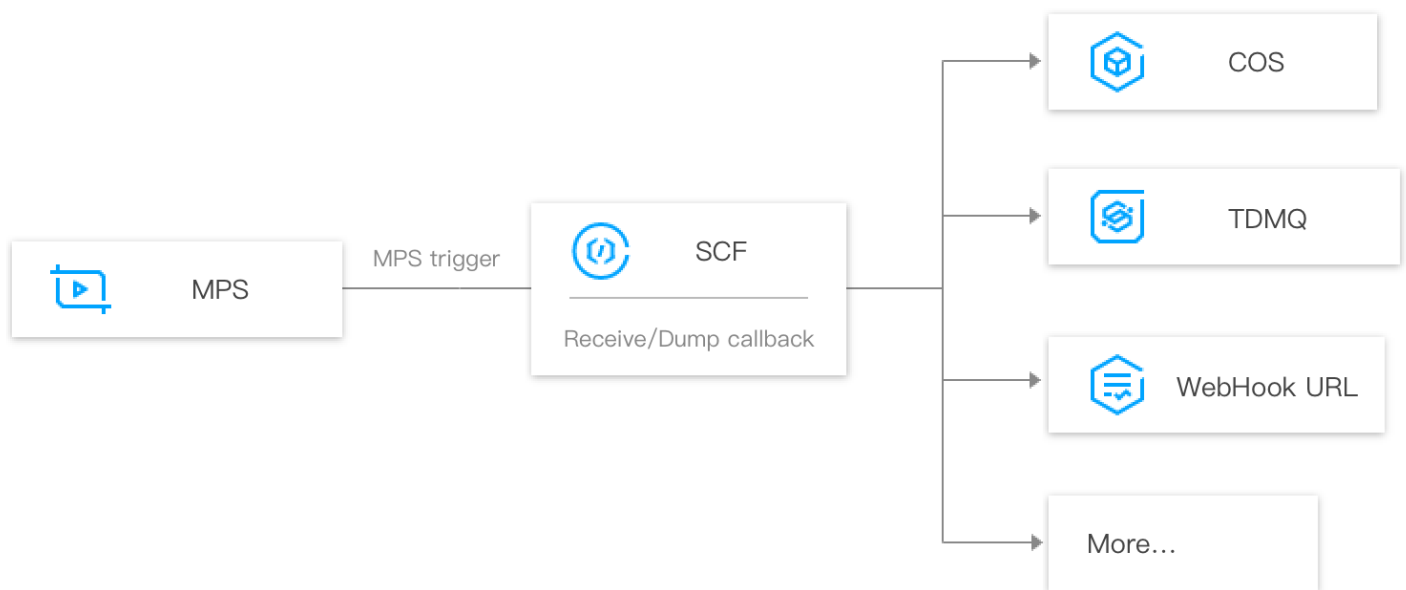 MPS
MPS trigger
SCF
Receive/Dump callback
COS
TDMQ
WebHook URL
More...